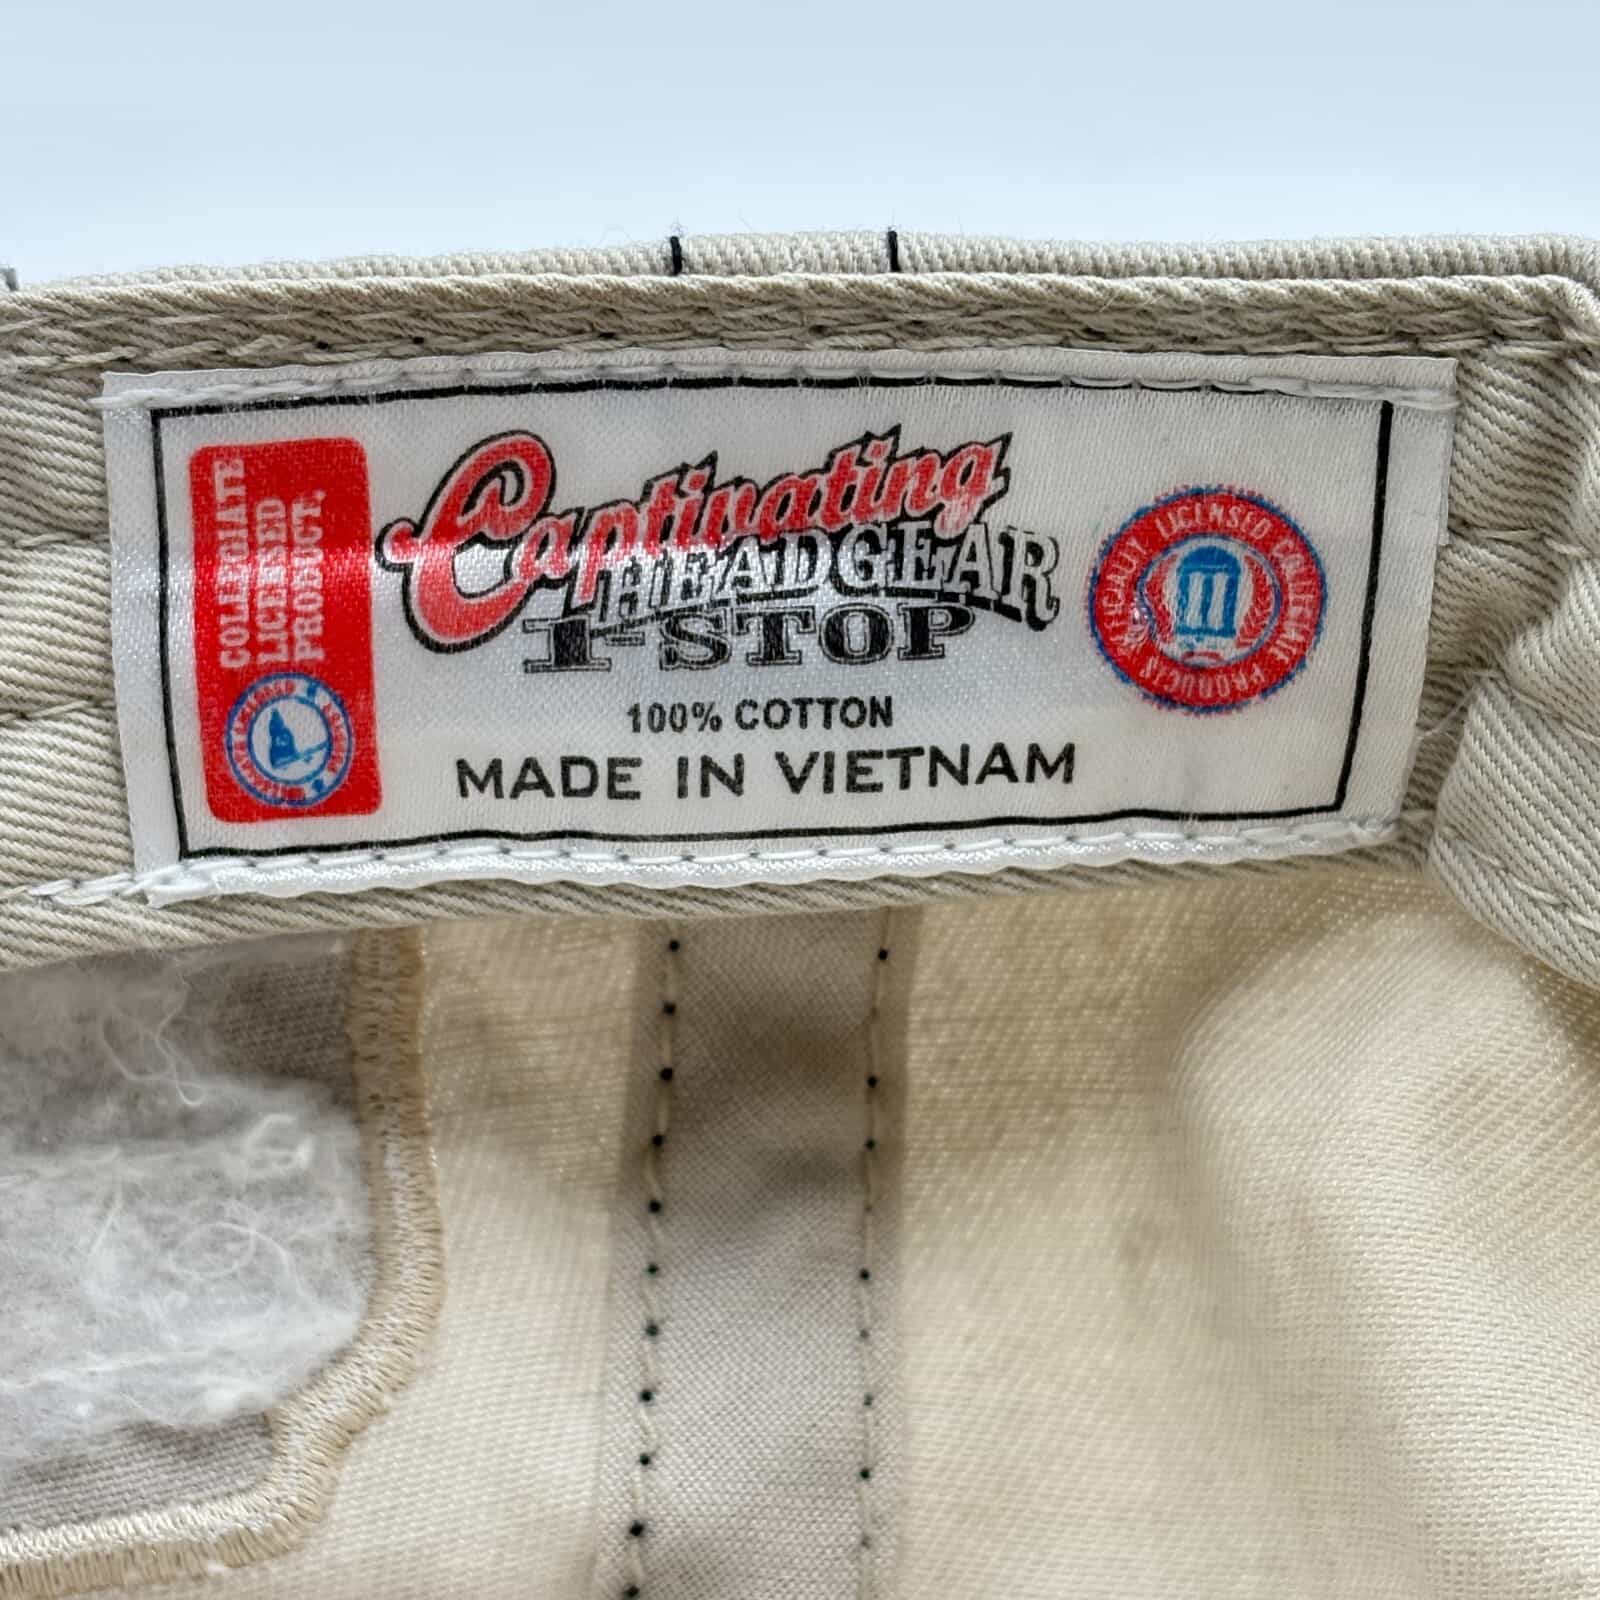 COLLEGIATE
LICENSED
PRODUCT.
Captivating
HEADGEAR
1-STOP
100% COTTON
MADE IN VIETNAM
LICENSED COLLEGIATE PRODUCTS